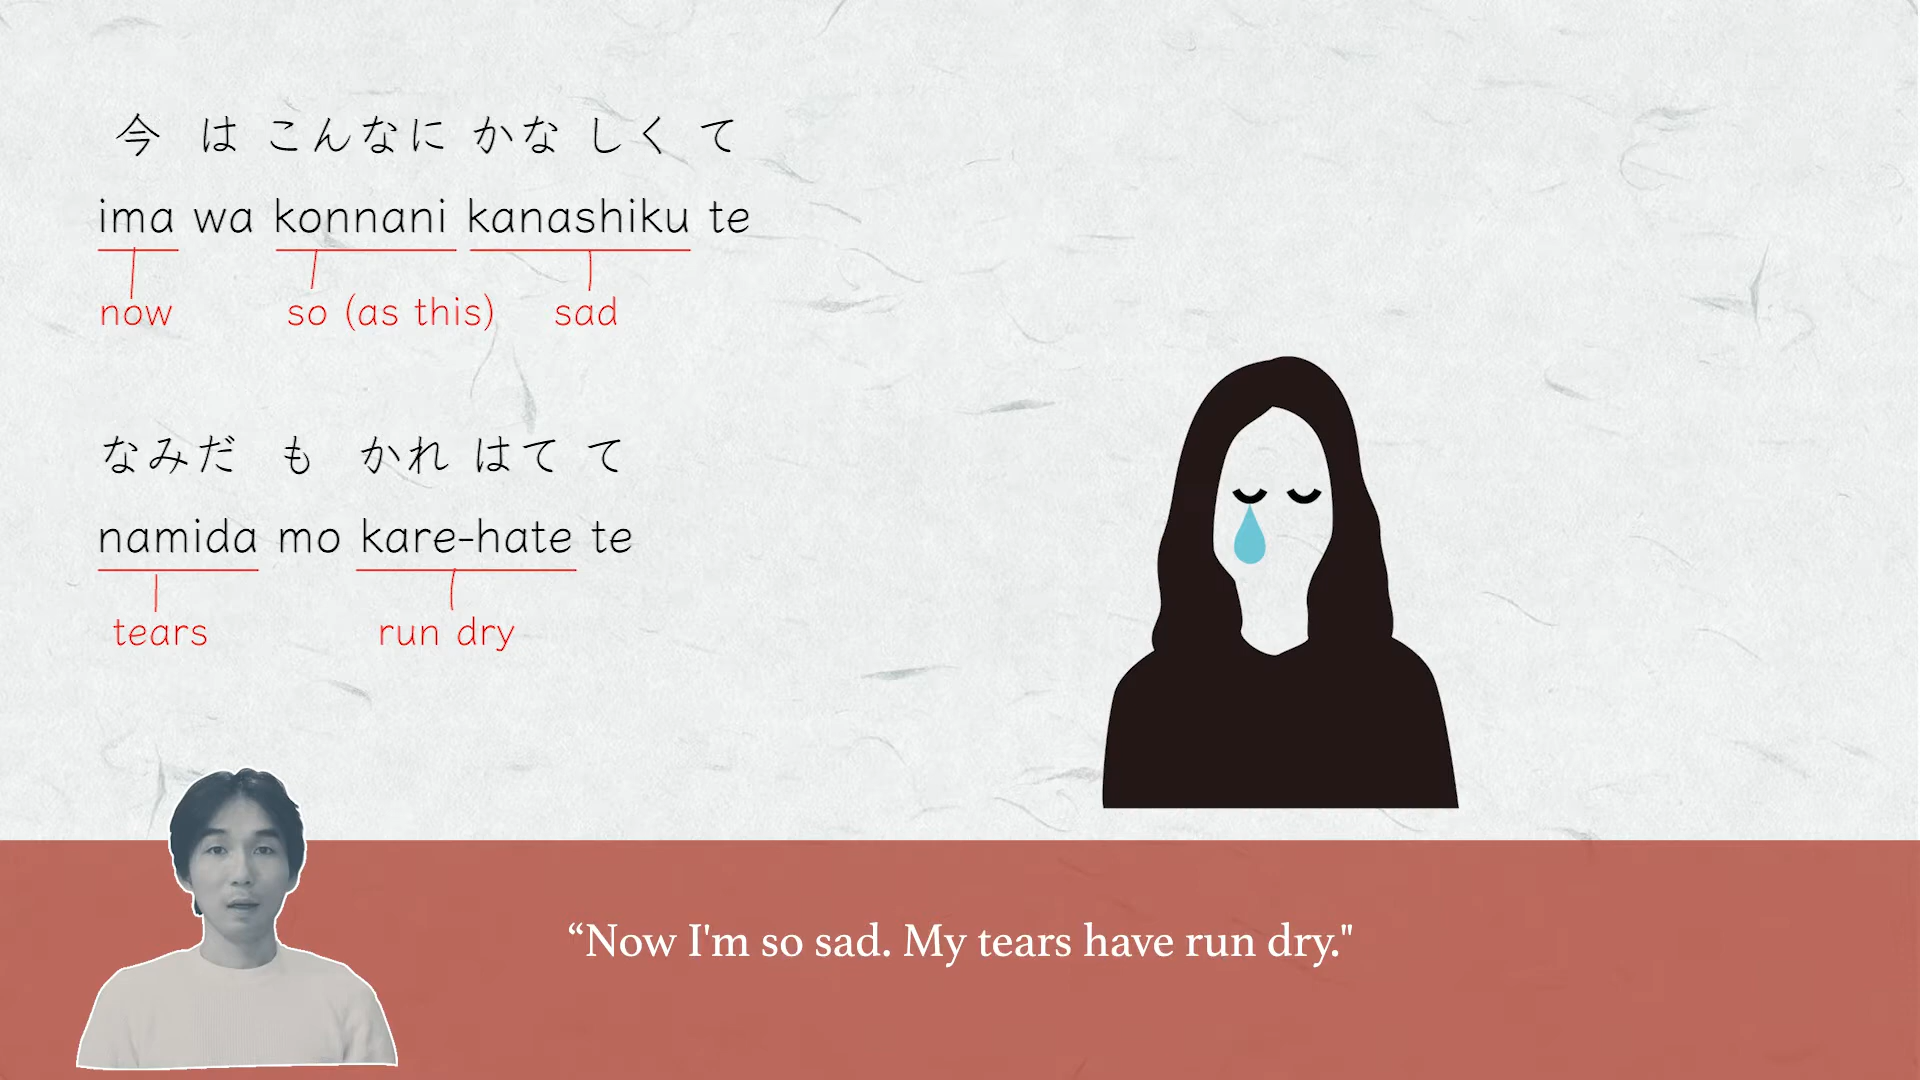 今 は こんなに かな しく て
ima wa konnani kanashiku te
now so (as this) sad
なみだ も かれ はて て
namida mo kare-hate te
tears run dry
“Now I'm so sad. My tears have run dry."